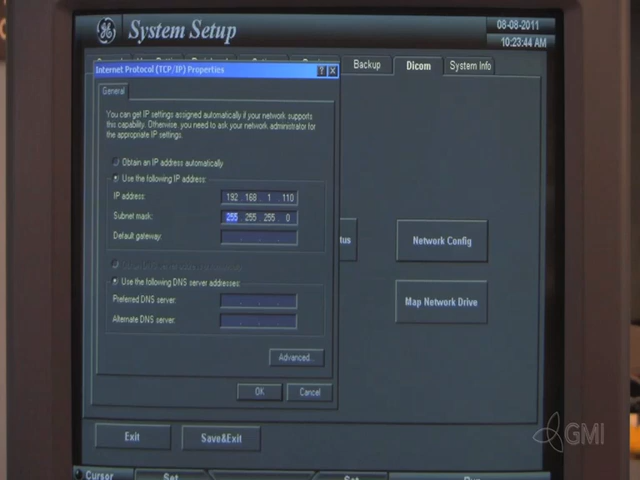 System Setup
08-08-2011
10:23:44 AM
Backup
Dicom
System Info
Internet Protocol (TCP/IP) Properties
General
You can get IP settings assigned automatically if your network supports
this capability. Otherwise, you need to ask your network administrator for
the appropriate IP settings.
Obtain an IP address automatically
Use the following IP address:
IP address: 192 . 168 . 1 . 110
Subnet mask: 255 . 255 . 255 . 0
Default gateway:
Use the following DNS server addresses:
Preferred DNS server:
Alternate DNS server:
Advanced...
OK
Cancel
Network Config
Map Network Drive
Exit
Save&Exit
Cursor
Set
GMI